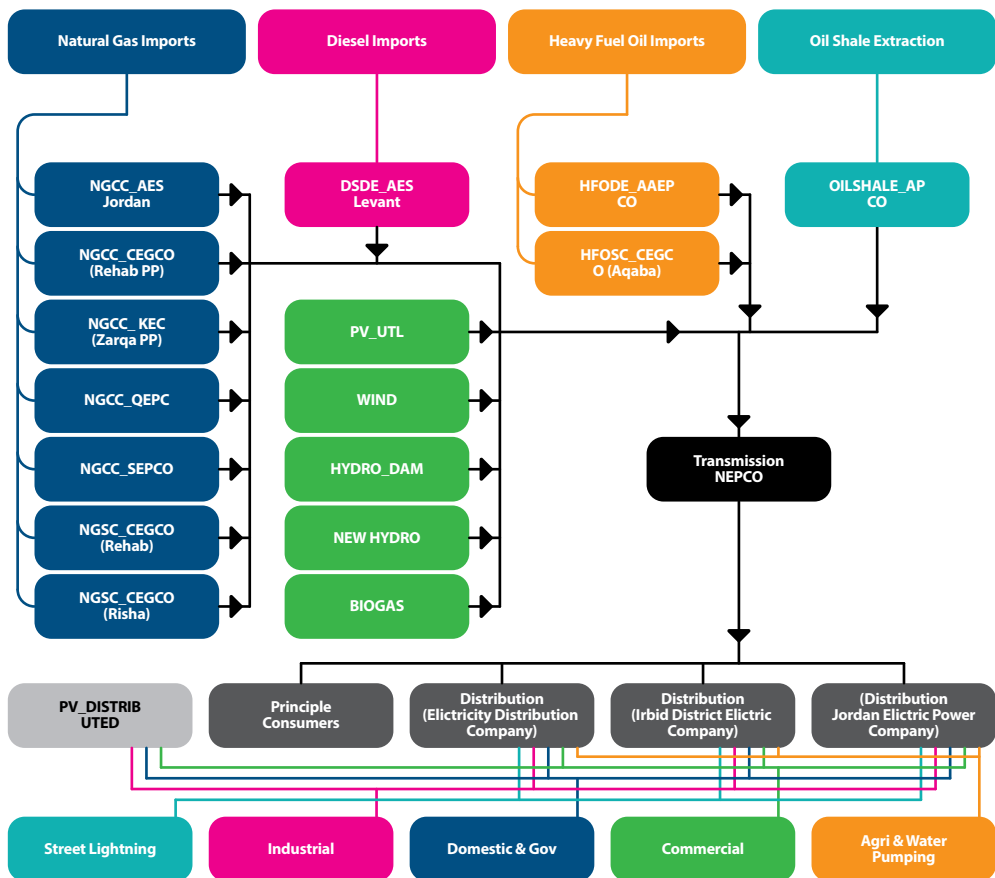 Natural Gas Imports
Diesel Imports
Heavy Fuel Oil Imports
Oil Shale Extraction
NGCC_AES
Jordan
DSDE_AES
Levant
HFODE_AAEP
CO
OILSHALE_AP
CO
NGCC_CEGCO
(Rehab PP)
HFOSC_CEGC
O (Aqaba)
NGCC_ KEC
(Zarqa PP)
PV_UTL
NGCC_QEPC
WIND
NGCC_SEPCO
HYDRO_DAM
Transmission
NEPCO
NGSC_CEGCO
(Rehab)
NEW HYDRO
NGSC_CEGCO
(Risha)
BIOGAS
PV_DISTRIB
UTED
Principle
Consumers
Distribution
(Elictricity Distribution
Company)
Distribution
(Irbid District Elictric
Company)
(Distribution
Jordan Elictric Power
Company)
Street Lightning
Industrial
Domestic & Gov
Commercial
Agri & Water
Pumping